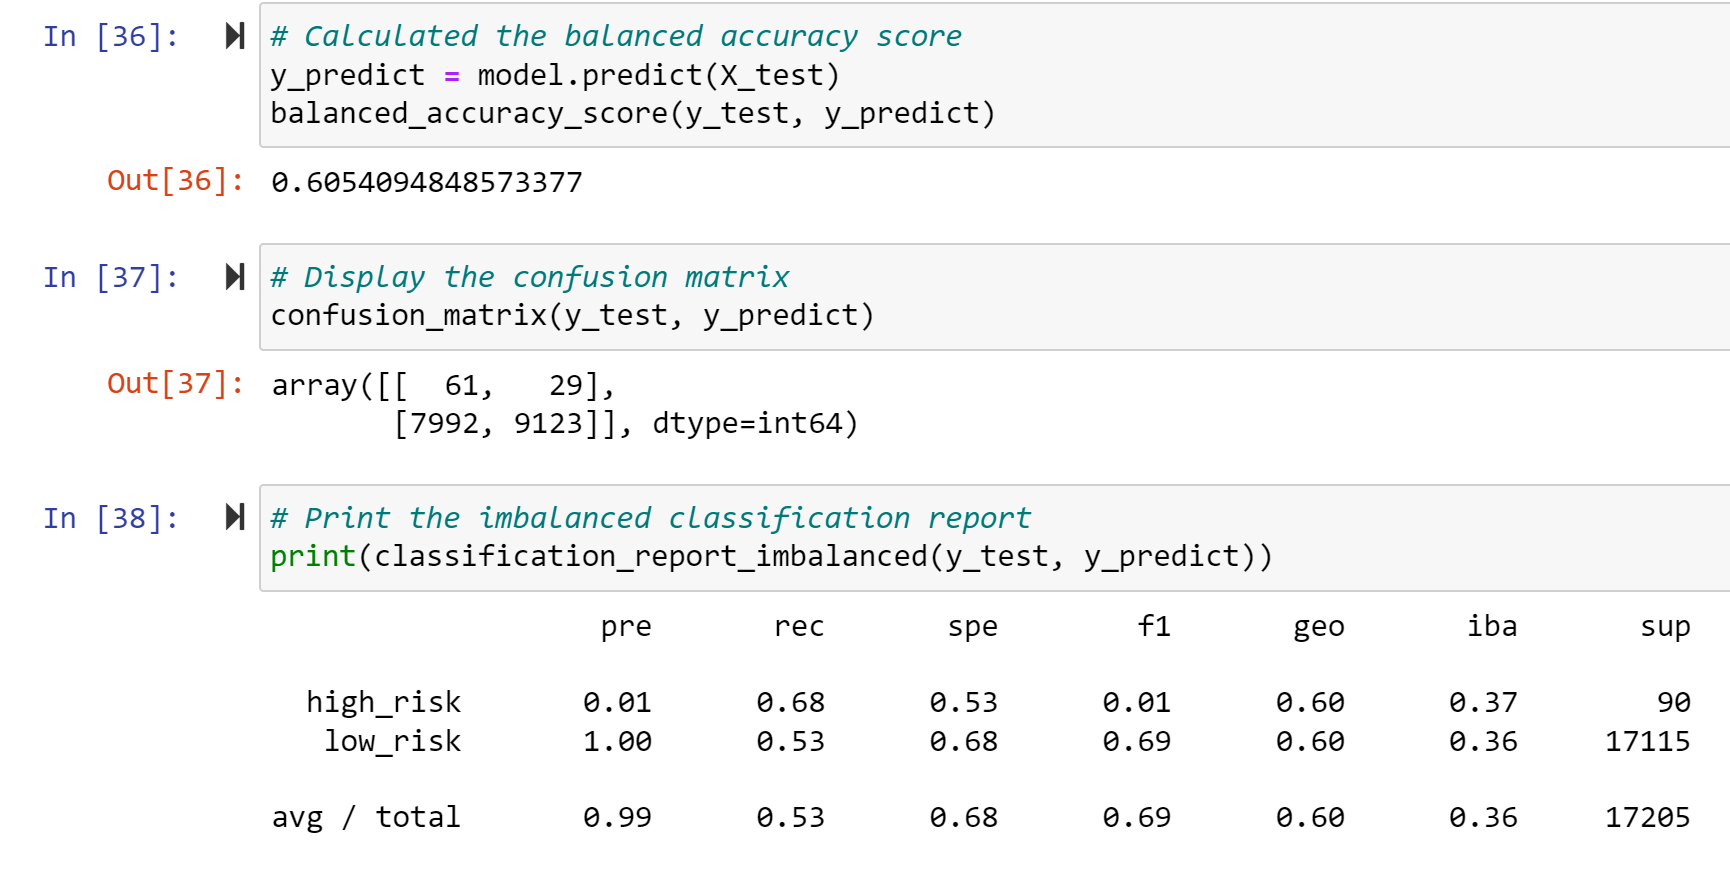 In [36]: # Calculated the balanced accuracy score
y_predict = model.predict(X_test)
balanced_accuracy_score(y_test, y_predict)
Out[36]: 0.6054094848573377
In [37]: # Display the confusion matrix
confusion_matrix(y_test, y_predict)
Out[37]: array([[  61,   29],
       [7992, 9123]], dtype=int64)
In [38]: # Print the imbalanced classification report
print(classification_report_imbalanced(y_test, y_predict))
pre rec spe f1 geo iba sup
high_risk 0.01 0.68 0.53 0.01 0.60 0.37 90
low_risk 1.00 0.53 0.68 0.69 0.60 0.36 17115
avg / total 0.99 0.53 0.68 0.69 0.60 0.36 17205